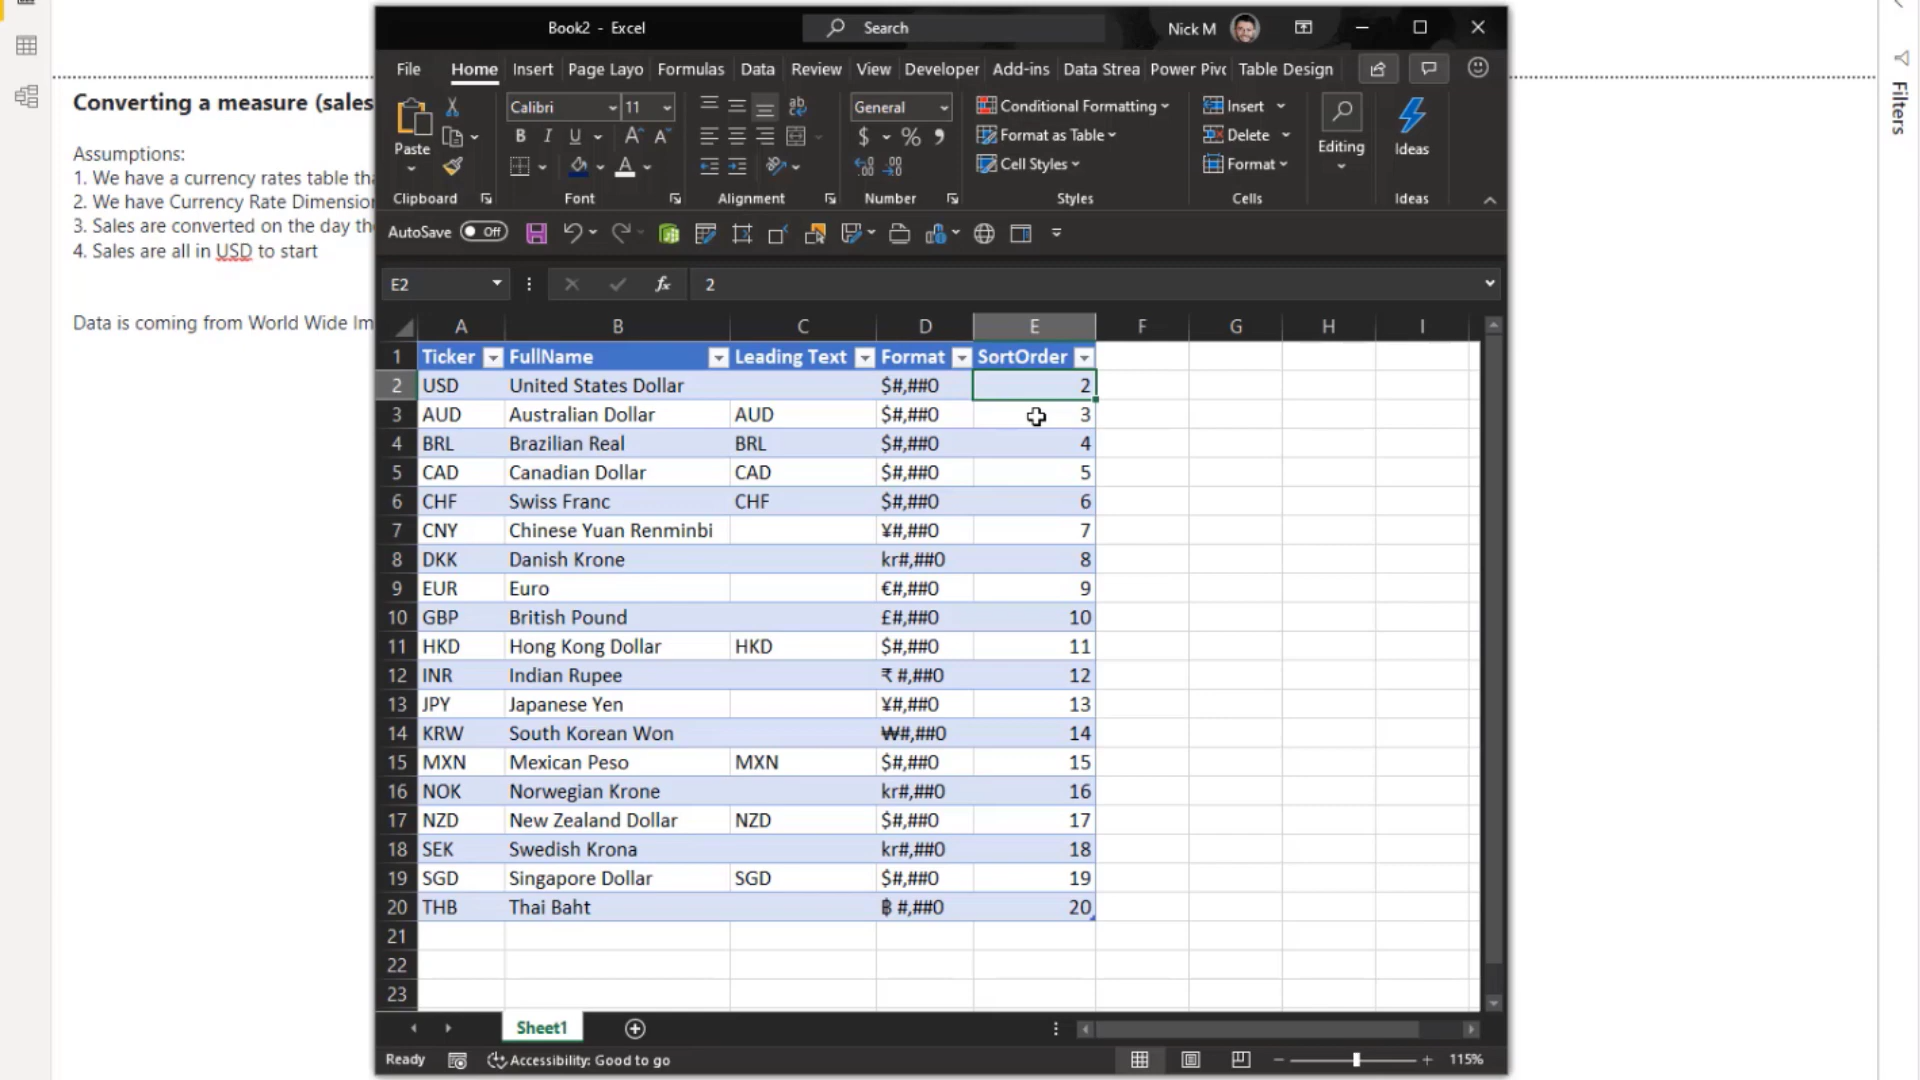 Book2 - Excel
Search
Nick M
File Home Insert Page Layo Formulas Data Review View Developer Add-ins Data Strea Power Pivc Table Design
Paste
Calibri 11
B I U A A A
General
$ % ,
Conditional Formatting
Format as Table
Cell Styles
Insert
Delete
Format
Editing
Ideas
Clipboard Font Alignment Number Styles Cells Ideas
AutoSave Off
E2 fx 2
A B C D E F G H I
1 Ticker FullName Leading Text Format SortOrder
2 USD United States Dollar $#,##0 2
3 AUD Australian Dollar AUD $#,##0 3
4 BRL Brazilian Real BRL $#,##0 4
5 CAD Canadian Dollar CAD $#,##0 5
6 CHF Swiss Franc CHF $#,##0 6
7 CNY Chinese Yuan Renminbi ¥#,##0 7
8 DKK Danish Krone kr#,##0 8
9 EUR Euro €#,##0 9
10 GBP British Pound £#,##0 10
11 HKD Hong Kong Dollar HKD $#,##0 11
12 INR Indian Rupee ₹ #,##0 12
13 JPY Japanese Yen ¥#,##0 13
14 KRW South Korean Won ₩#,##0 14
15 MXN Mexican Peso MXN $#,##0 15
16 NOK Norwegian Krone kr#,##0 16
17 NZD New Zealand Dollar NZD $#,##0 17
18 SEK Swedish Krona kr#,##0 18
19 SGD Singapore Dollar SGD $#,##0 19
20 THB Thai Baht ฿ #,##0 20
21
22
23
Sheet1
Ready Accessibility: Good to go 115%
Converting a measure (sales
Assumptions:
1. We have a currency rates table tha
2. We have Currency Rate Dimension
3. Sales are converted on the day the
4. Sales are all in USD to start
Data is coming from World Wide Im
Filters